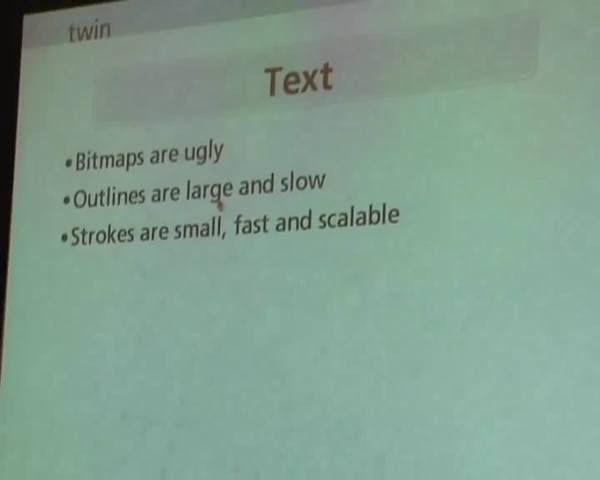 twin
Text
•Bitmaps are ugly
•Outlines are large and slow
•Strokes are small, fast and scalable